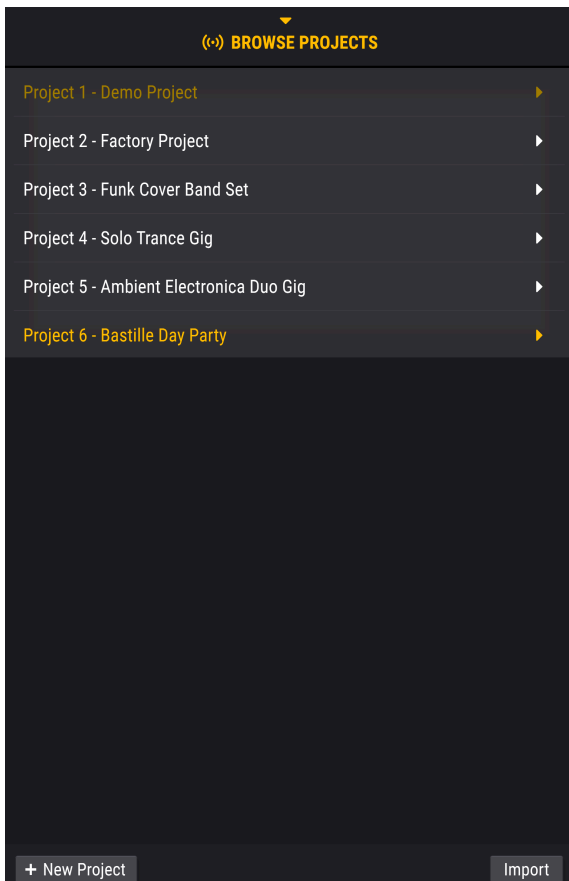 BROWSE PROJECTS
Project 1 - Demo Project
Project 2 - Factory Project
Project 3 - Funk Cover Band Set
Project 4 - Solo Trance Gig
Project 5 - Ambient Electronica Duo Gig
Project 6 - Bastille Day Party
+ New Project
Import